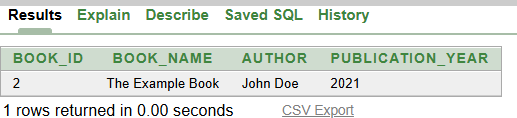 Results Explain Describe Saved SQL History
BOOK_ID BOOK_NAME AUTHOR PUBLICATION_YEAR
2 The Example Book John Doe 2021
1 rows returned in 0.00 seconds CSV Export